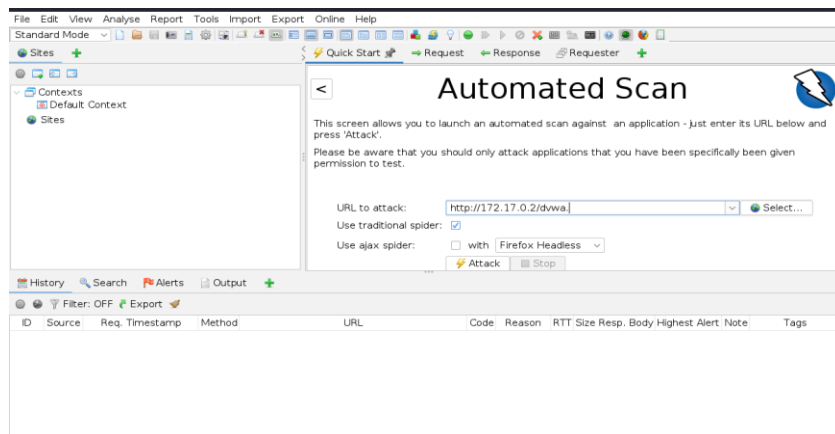 File Edit View Analyse Report Tools Import Export Online Help
Standard Mode
Sites
Quick Start Request Response Requester
Contexts
Default Context
Sites
<
Automated Scan
This screen allows you to launch an automated scan against an application - just enter its URL below and
press 'Attack'.
Please be aware that you should only attack applications that you have been specifically been given
permission to test.
URL to attack: http://172.17.0.2/dvwa. Select...
Use traditional spider:
Use ajax spider: with Firefox Headless
Attack Stop
History Search Alerts Output
Filter: OFF Export
ID Source Req. Timestamp Method URL Code Reason RTT Size Resp. Body Highest Alert Note Tags